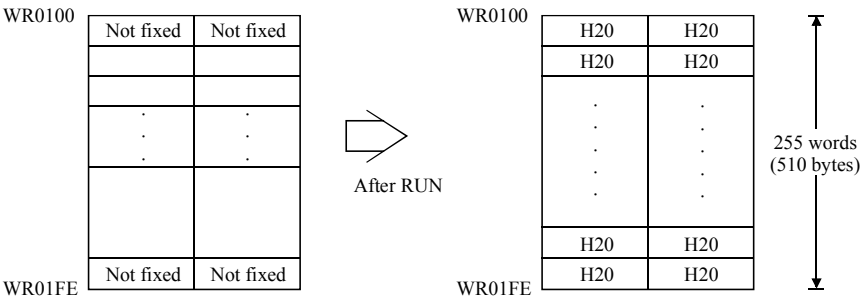 WR0100
Not fixed Not fixed
.
.
.
.
.
.
WR01FE
Not fixed Not fixed
After RUN
WR0100
H20 H20
H20 H20
.
.
.
.
.
.
.
.
.
.
H20 H20
WR01FE
H20 H20
255 words
(510 bytes)